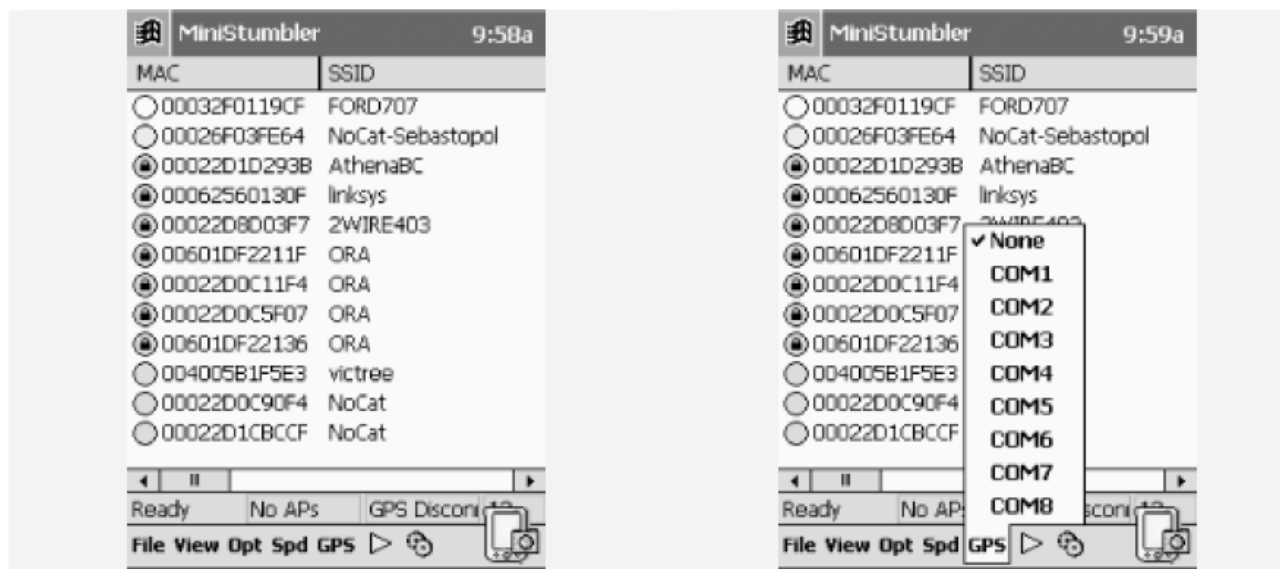 MiniStumbler 9:58a
MAC SSID
00032F0119CF FORD707
00026F03FE64 NoCat-Sebastopol
00022D1D293B AthenaBC
00062560130F linksys
00022D8D03F7 2WIRE403
00601DF2211F ORA
00022D0C11F4 ORA
00022D0C5F07 ORA
00601DF22136 ORA
004005B1F5E3 victree
00022D0C90F4 NoCat
00022D1CBCCF NoCat
Ready No APs GPS Disconn
File View Opt Spd GPS
MiniStumbler 9:59a
MAC SSID
00032F0119CF FORD707
00026F03FE64 NoCat-Sebastopol
00022D1D293B AthenaBC
00062560130F linksys
00022D8D03F7 2WIRE403
00601DF2211F
00022D0C11F4
00022D0C5F07
00601DF22136
004005B1F5E3
00022D0C90F4
00022D1CBCCF
None
COM1
COM2
COM3
COM4
COM5
COM6
COM7
COM8
Ready No AP
File View Opt Spd GPS